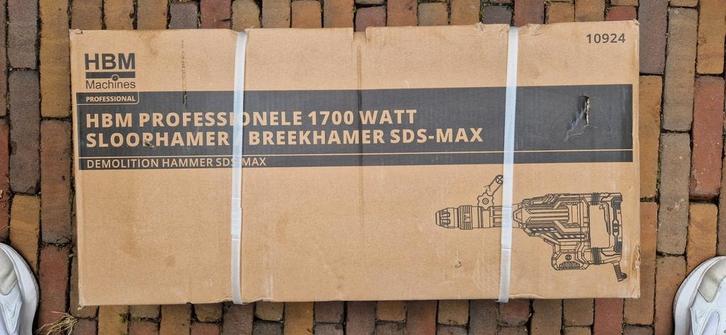 10924
HBM
Machines
PROFESSIONAL
HBM PROFESSIONELE 1700 WATT
SLOOPHAMER BREEKHAMER SDS-MAX
DEMOLITION HAMMER SDS-MAX